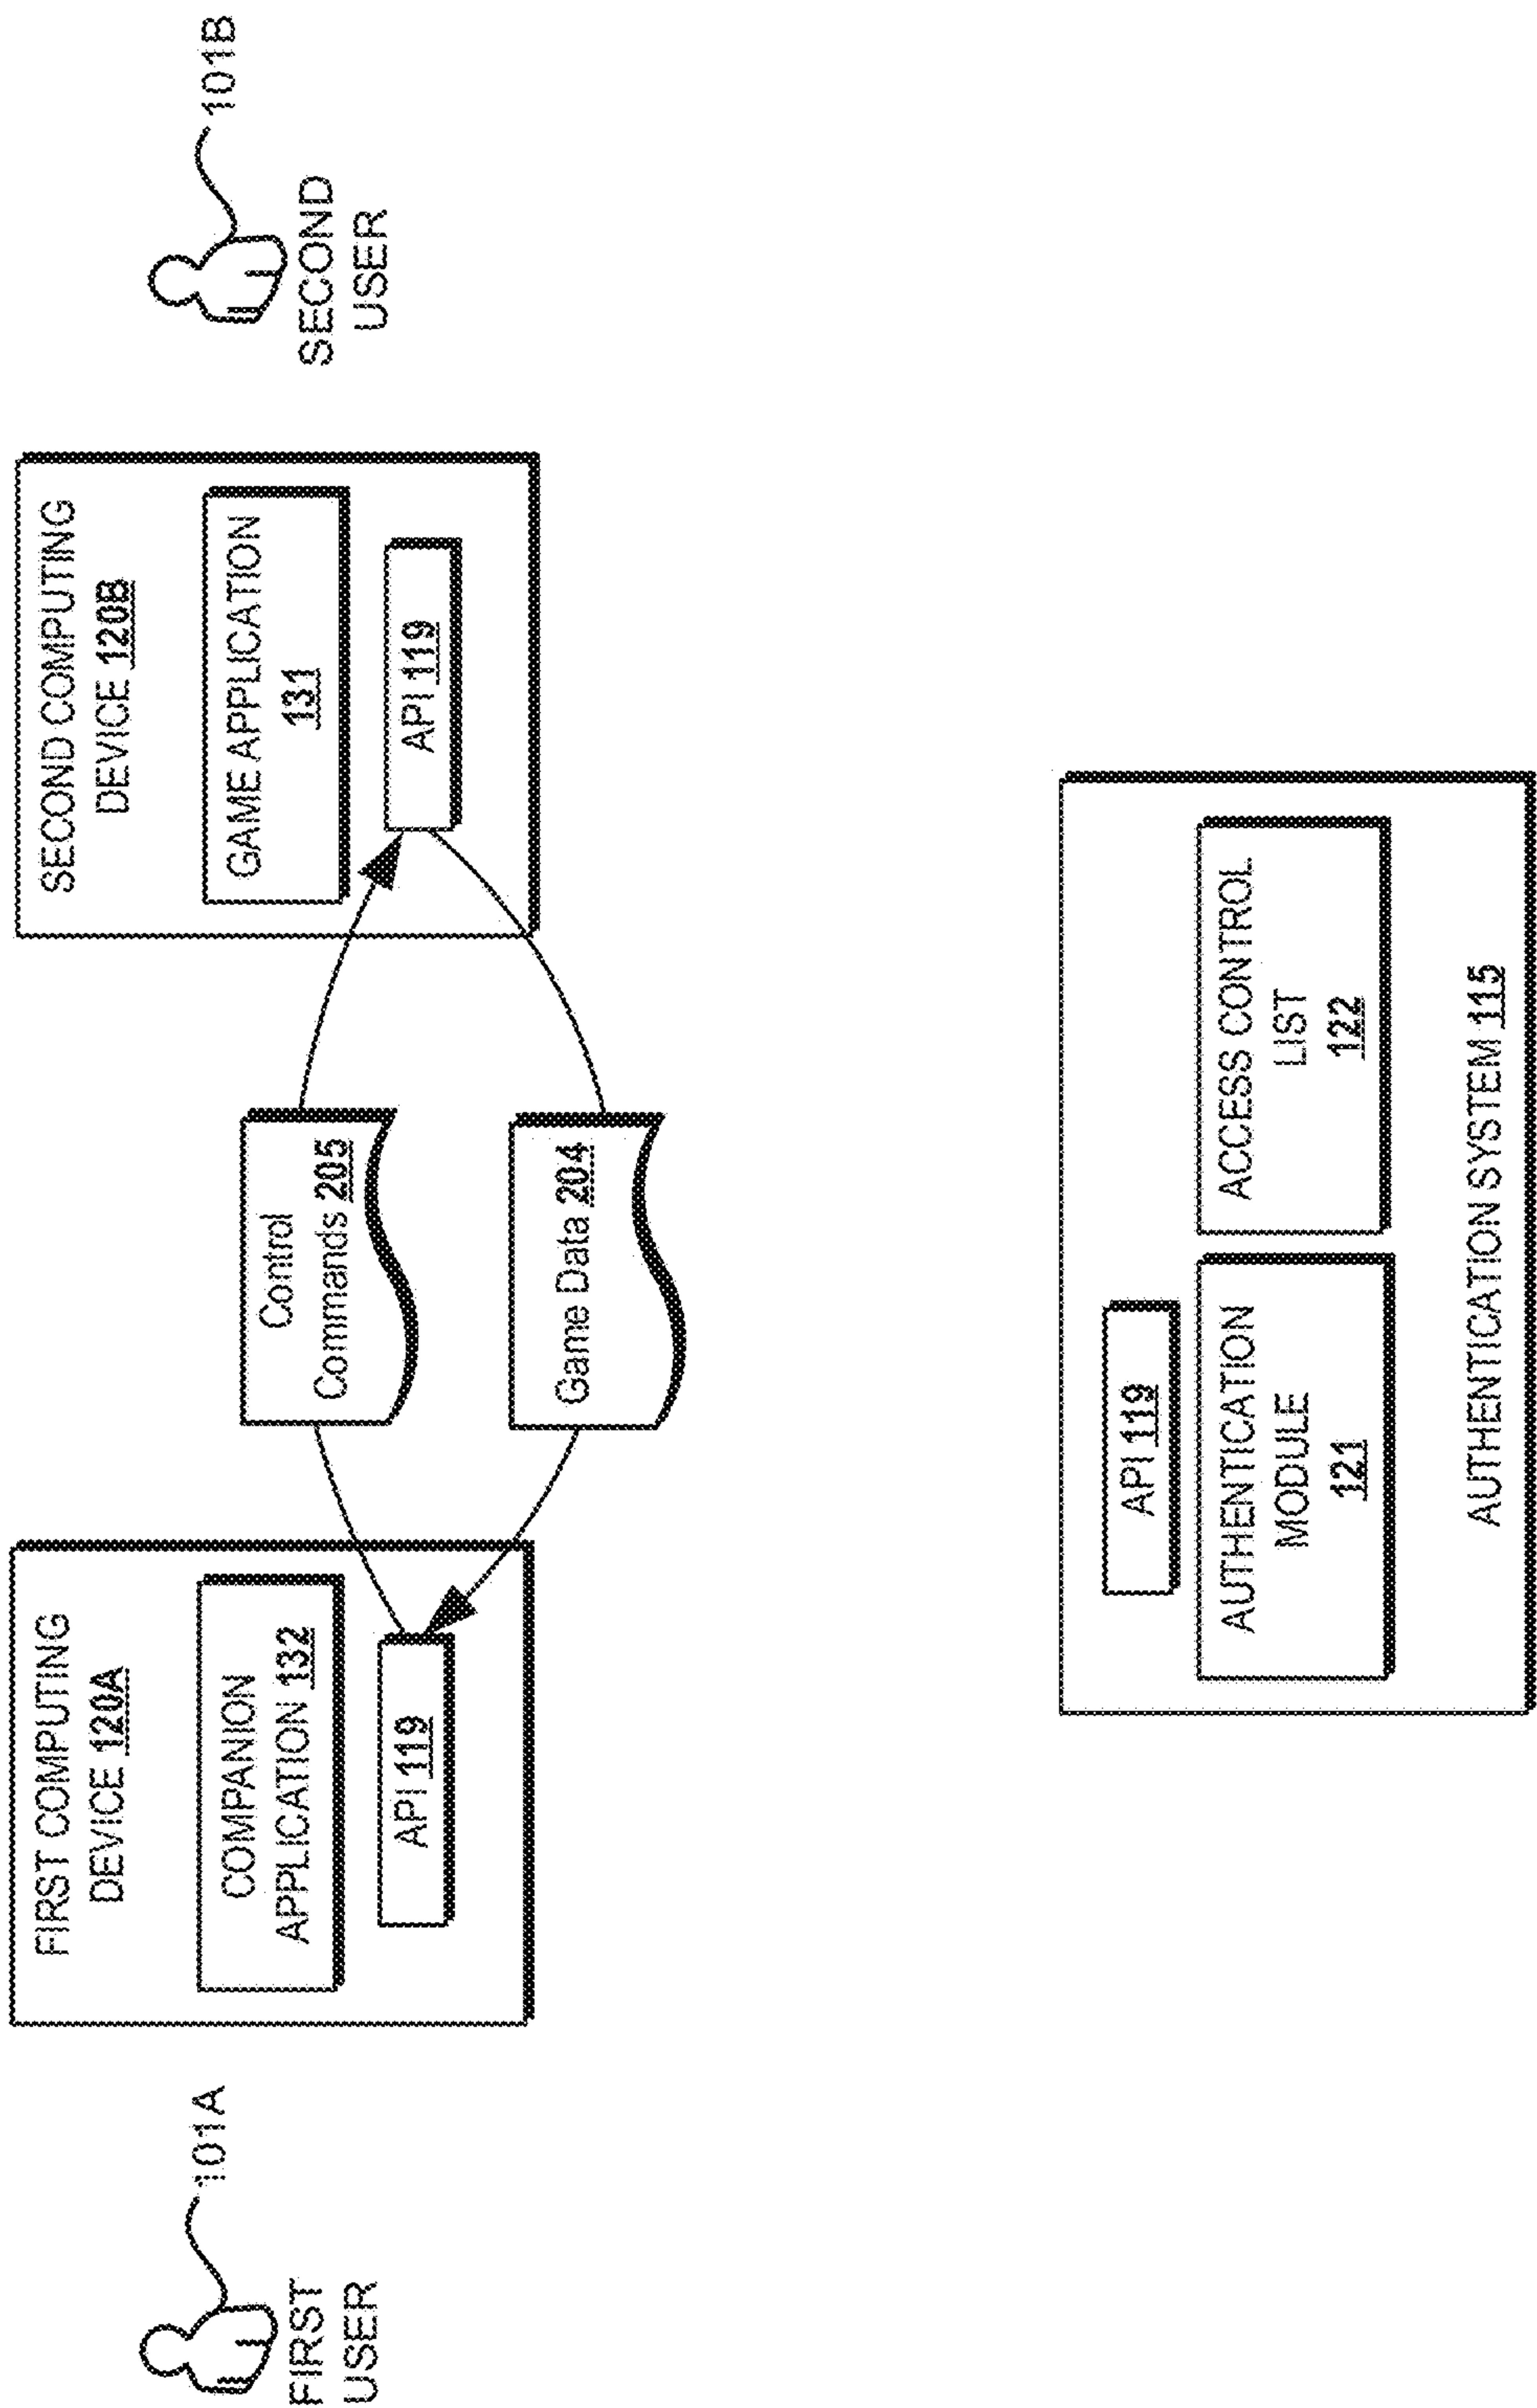 101A
FIRST
USER
FIRST COMPUTING
DEVICE 120A
COMPANION
APPLICATION 132
API 119
Control
Commands 205
Game Data 204
SECOND COMPUTING
DEVICE 120B
GAME APPLICATION
131
API 119
101B
SECOND
USER
API 119
AUTHENTICATION
MODULE
121
ACCESS CONTROL
LIST
122
AUTHENTICATION SYSTEM 115